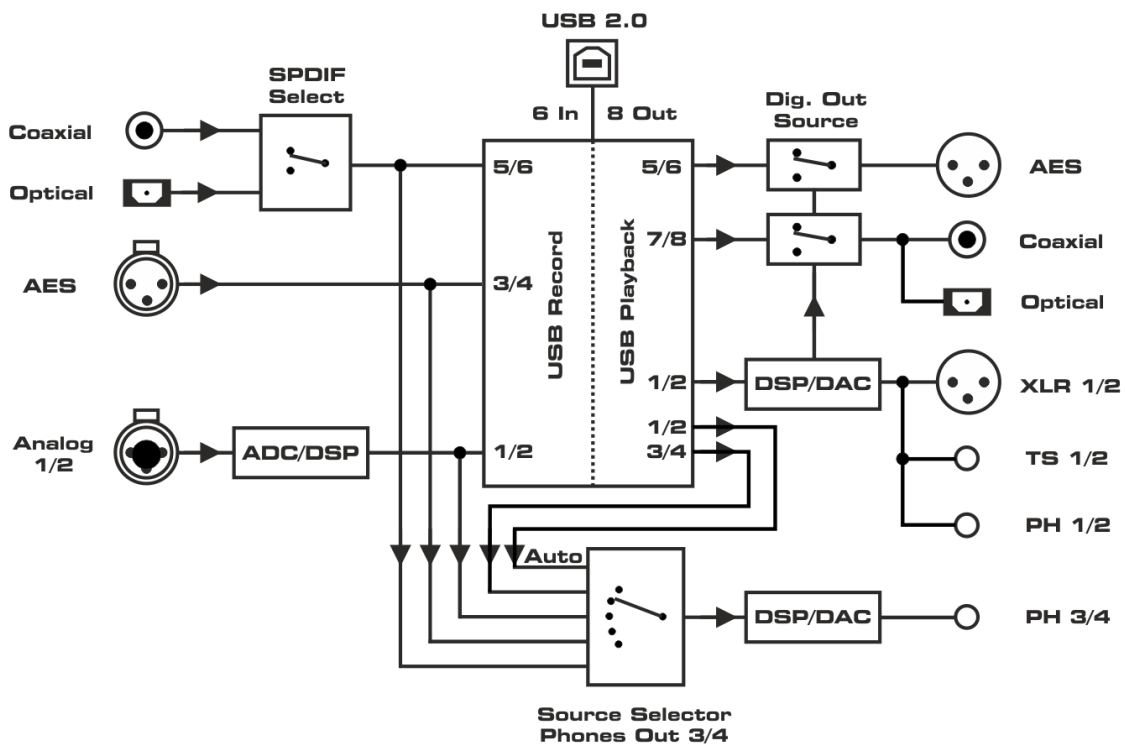 USB 2.0
6 In
8 Out
SPDIF
Select
Coaxial
Optical
AES
Analog
1/2
ADC/DSP
5/6
3/4
1/2
USB Record
USB Playback
5/6
7/8
1/2
1/2
3/4
Dig. Out
Source
DSP/DAC
AES
Coaxial
Optical
XLR 1/2
TS 1/2
PH 1/2
Auto
DSP/DAC
PH 3/4
Source Selector
Phones Out 3/4